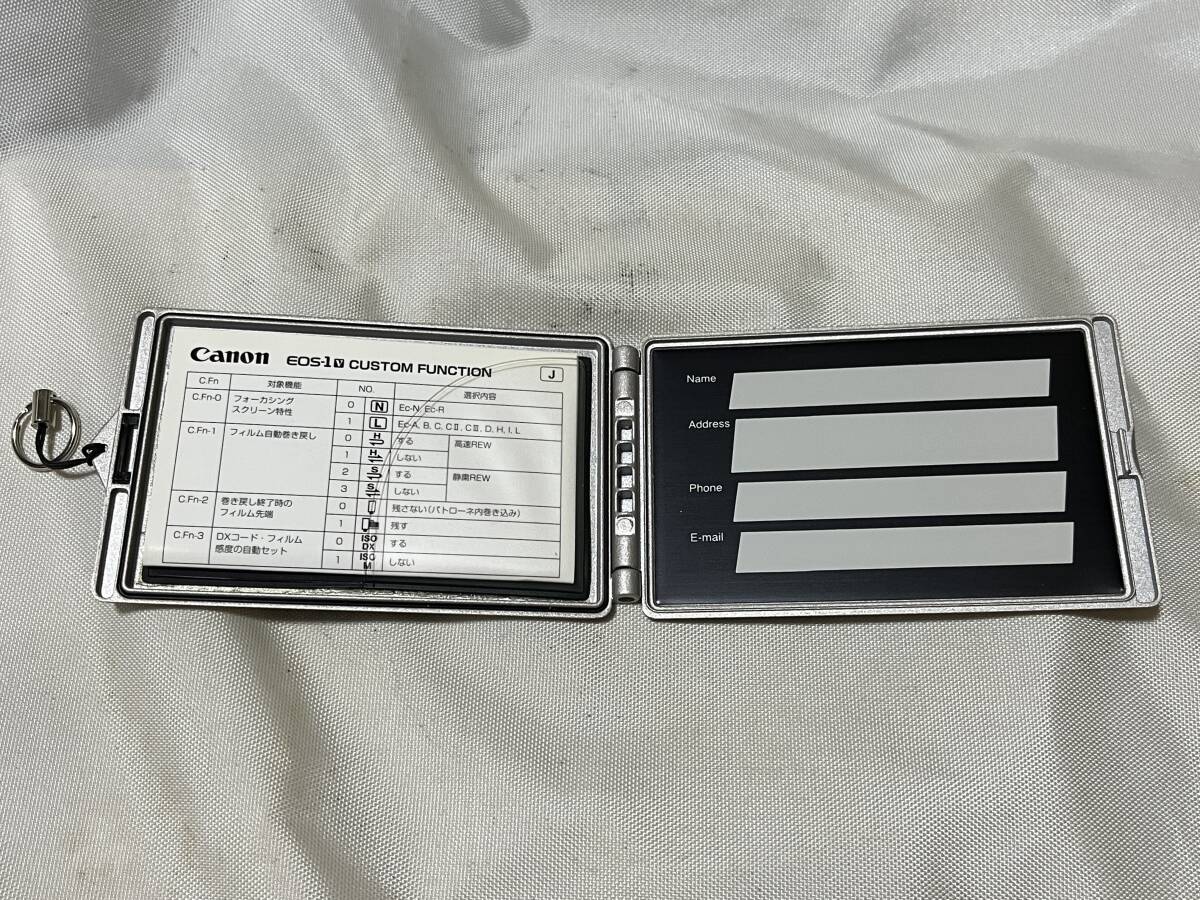 Canon EOS-1V CUSTOM FUNCTION J
C.Fn 対象機能 NO. 選択内容
C.Fn-0 フォーカシング
スクリーン特性
0 N Ec-N, Ec-R
1 L Ec-A, B, C, CⅡ, CⅢ, D, H, I, L
C.Fn-1 フィルム自動巻き戻し
0 H する 高速REW
1 H しない
2 S する 静粛REW
3 S しない
C.Fn-2 巻き戻し終了時の
フィルム先端
0 残さない(パトローネ内巻き込み)
1 残す
C.Fn-3 DXコード・フィルム
感度の自動セット
0 ISO DX する
1 ISO M しない
Name
Address
Phone
E-mail